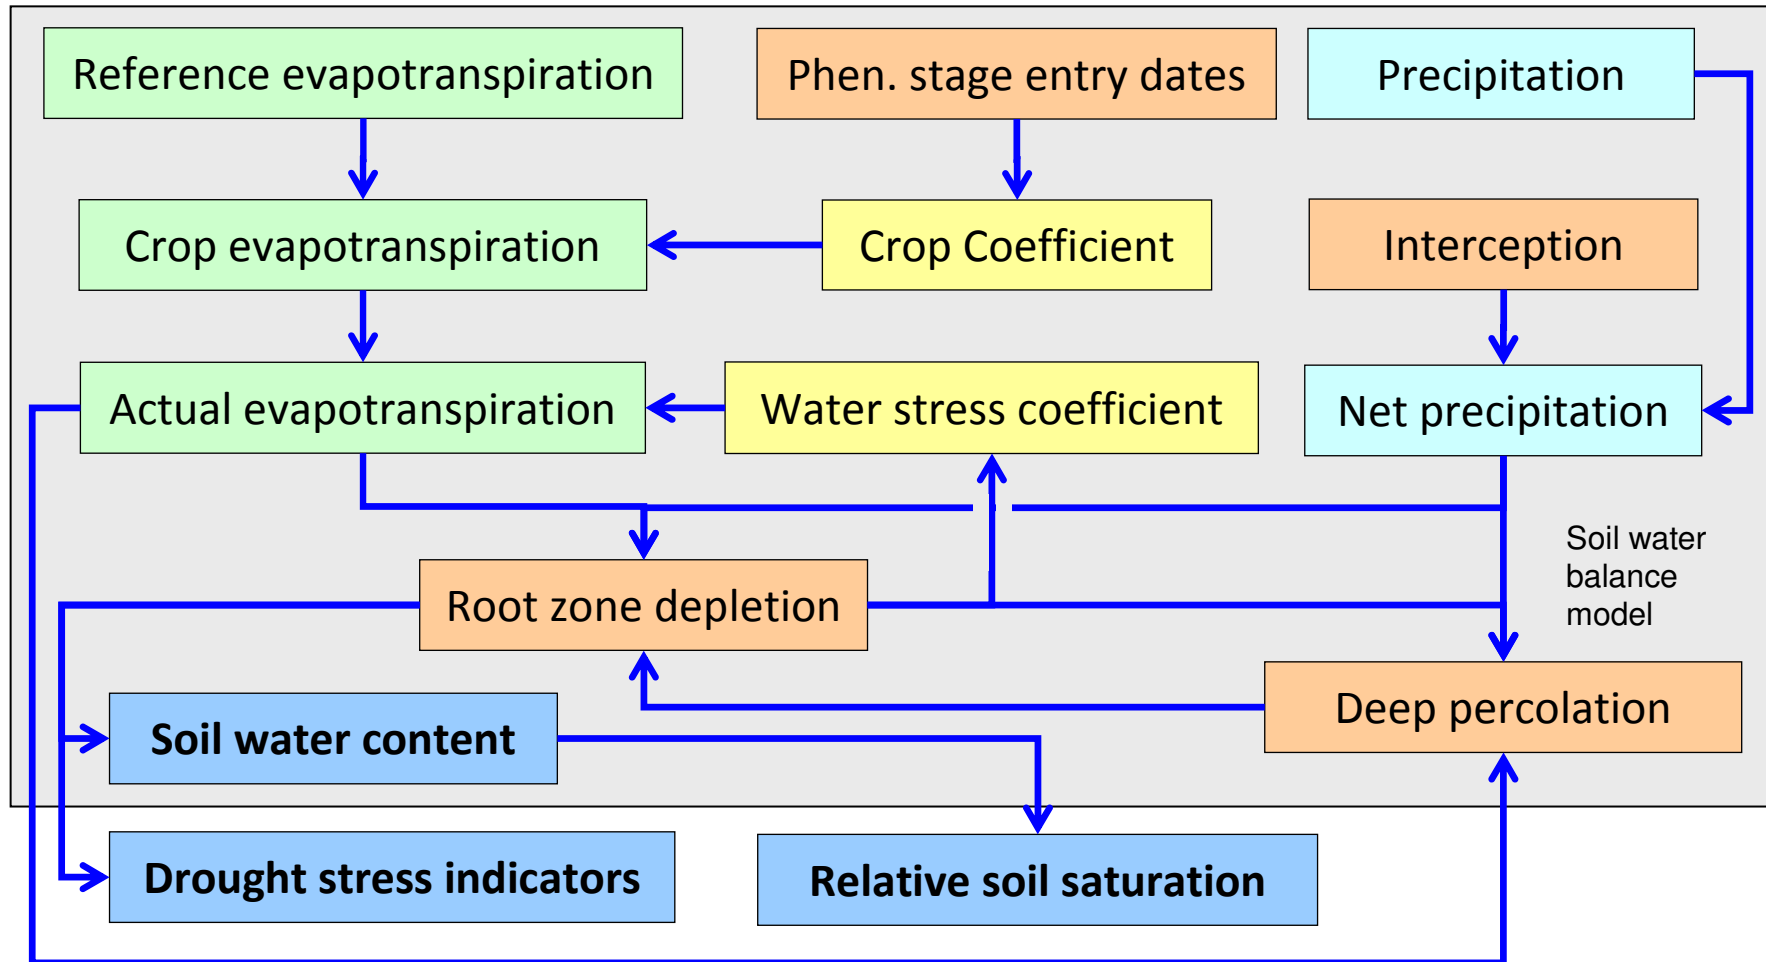 Reference evapotranspiration
Phen. stage entry dates
Precipitation
Crop evapotranspiration
Crop Coefficient
Interception
Actual evapotranspiration
Water stress coefficient
Net precipitation
Soil water
balance
model
Root zone depletion
Deep percolation
Soil water content
Drought stress indicators
Relative soil saturation